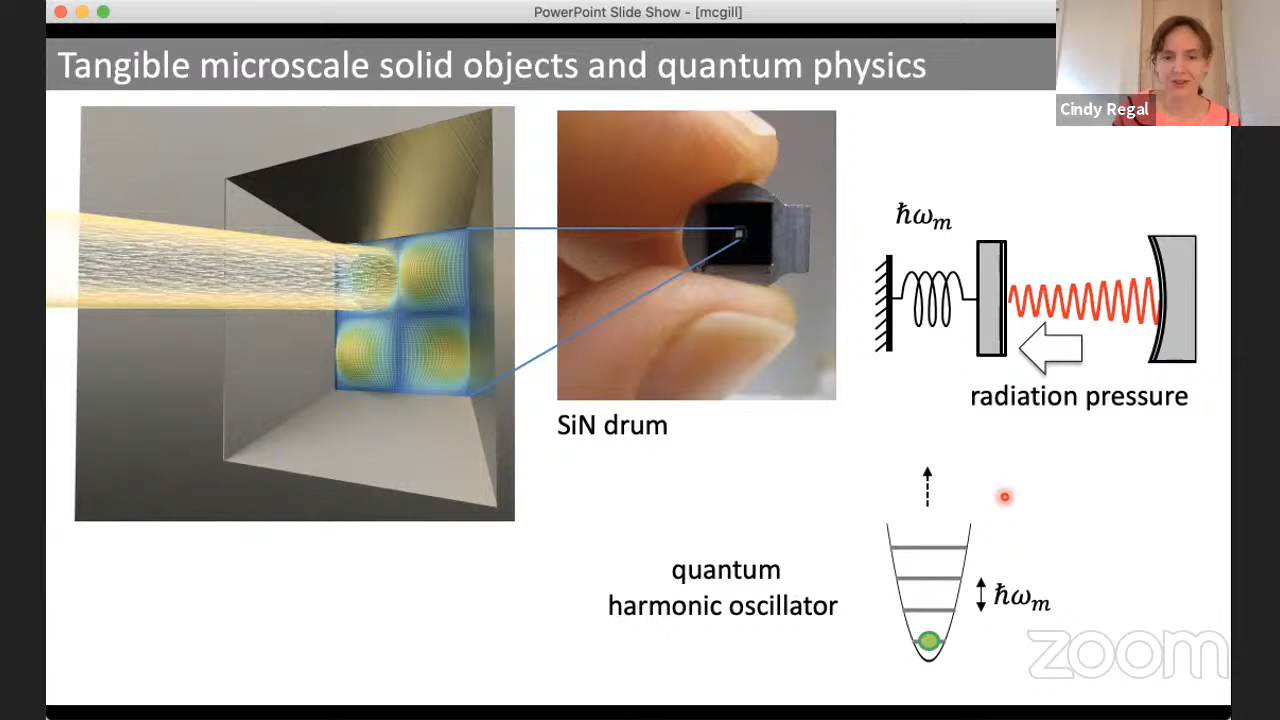 PowerPoint Slide Show - [mcgill]
Tangible microscale solid objects and quantum physics
Cindy Regal
ℏω𝑚
radiation pressure
SiN drum
quantum
harmonic oscillator
ℏω𝑚
zoom